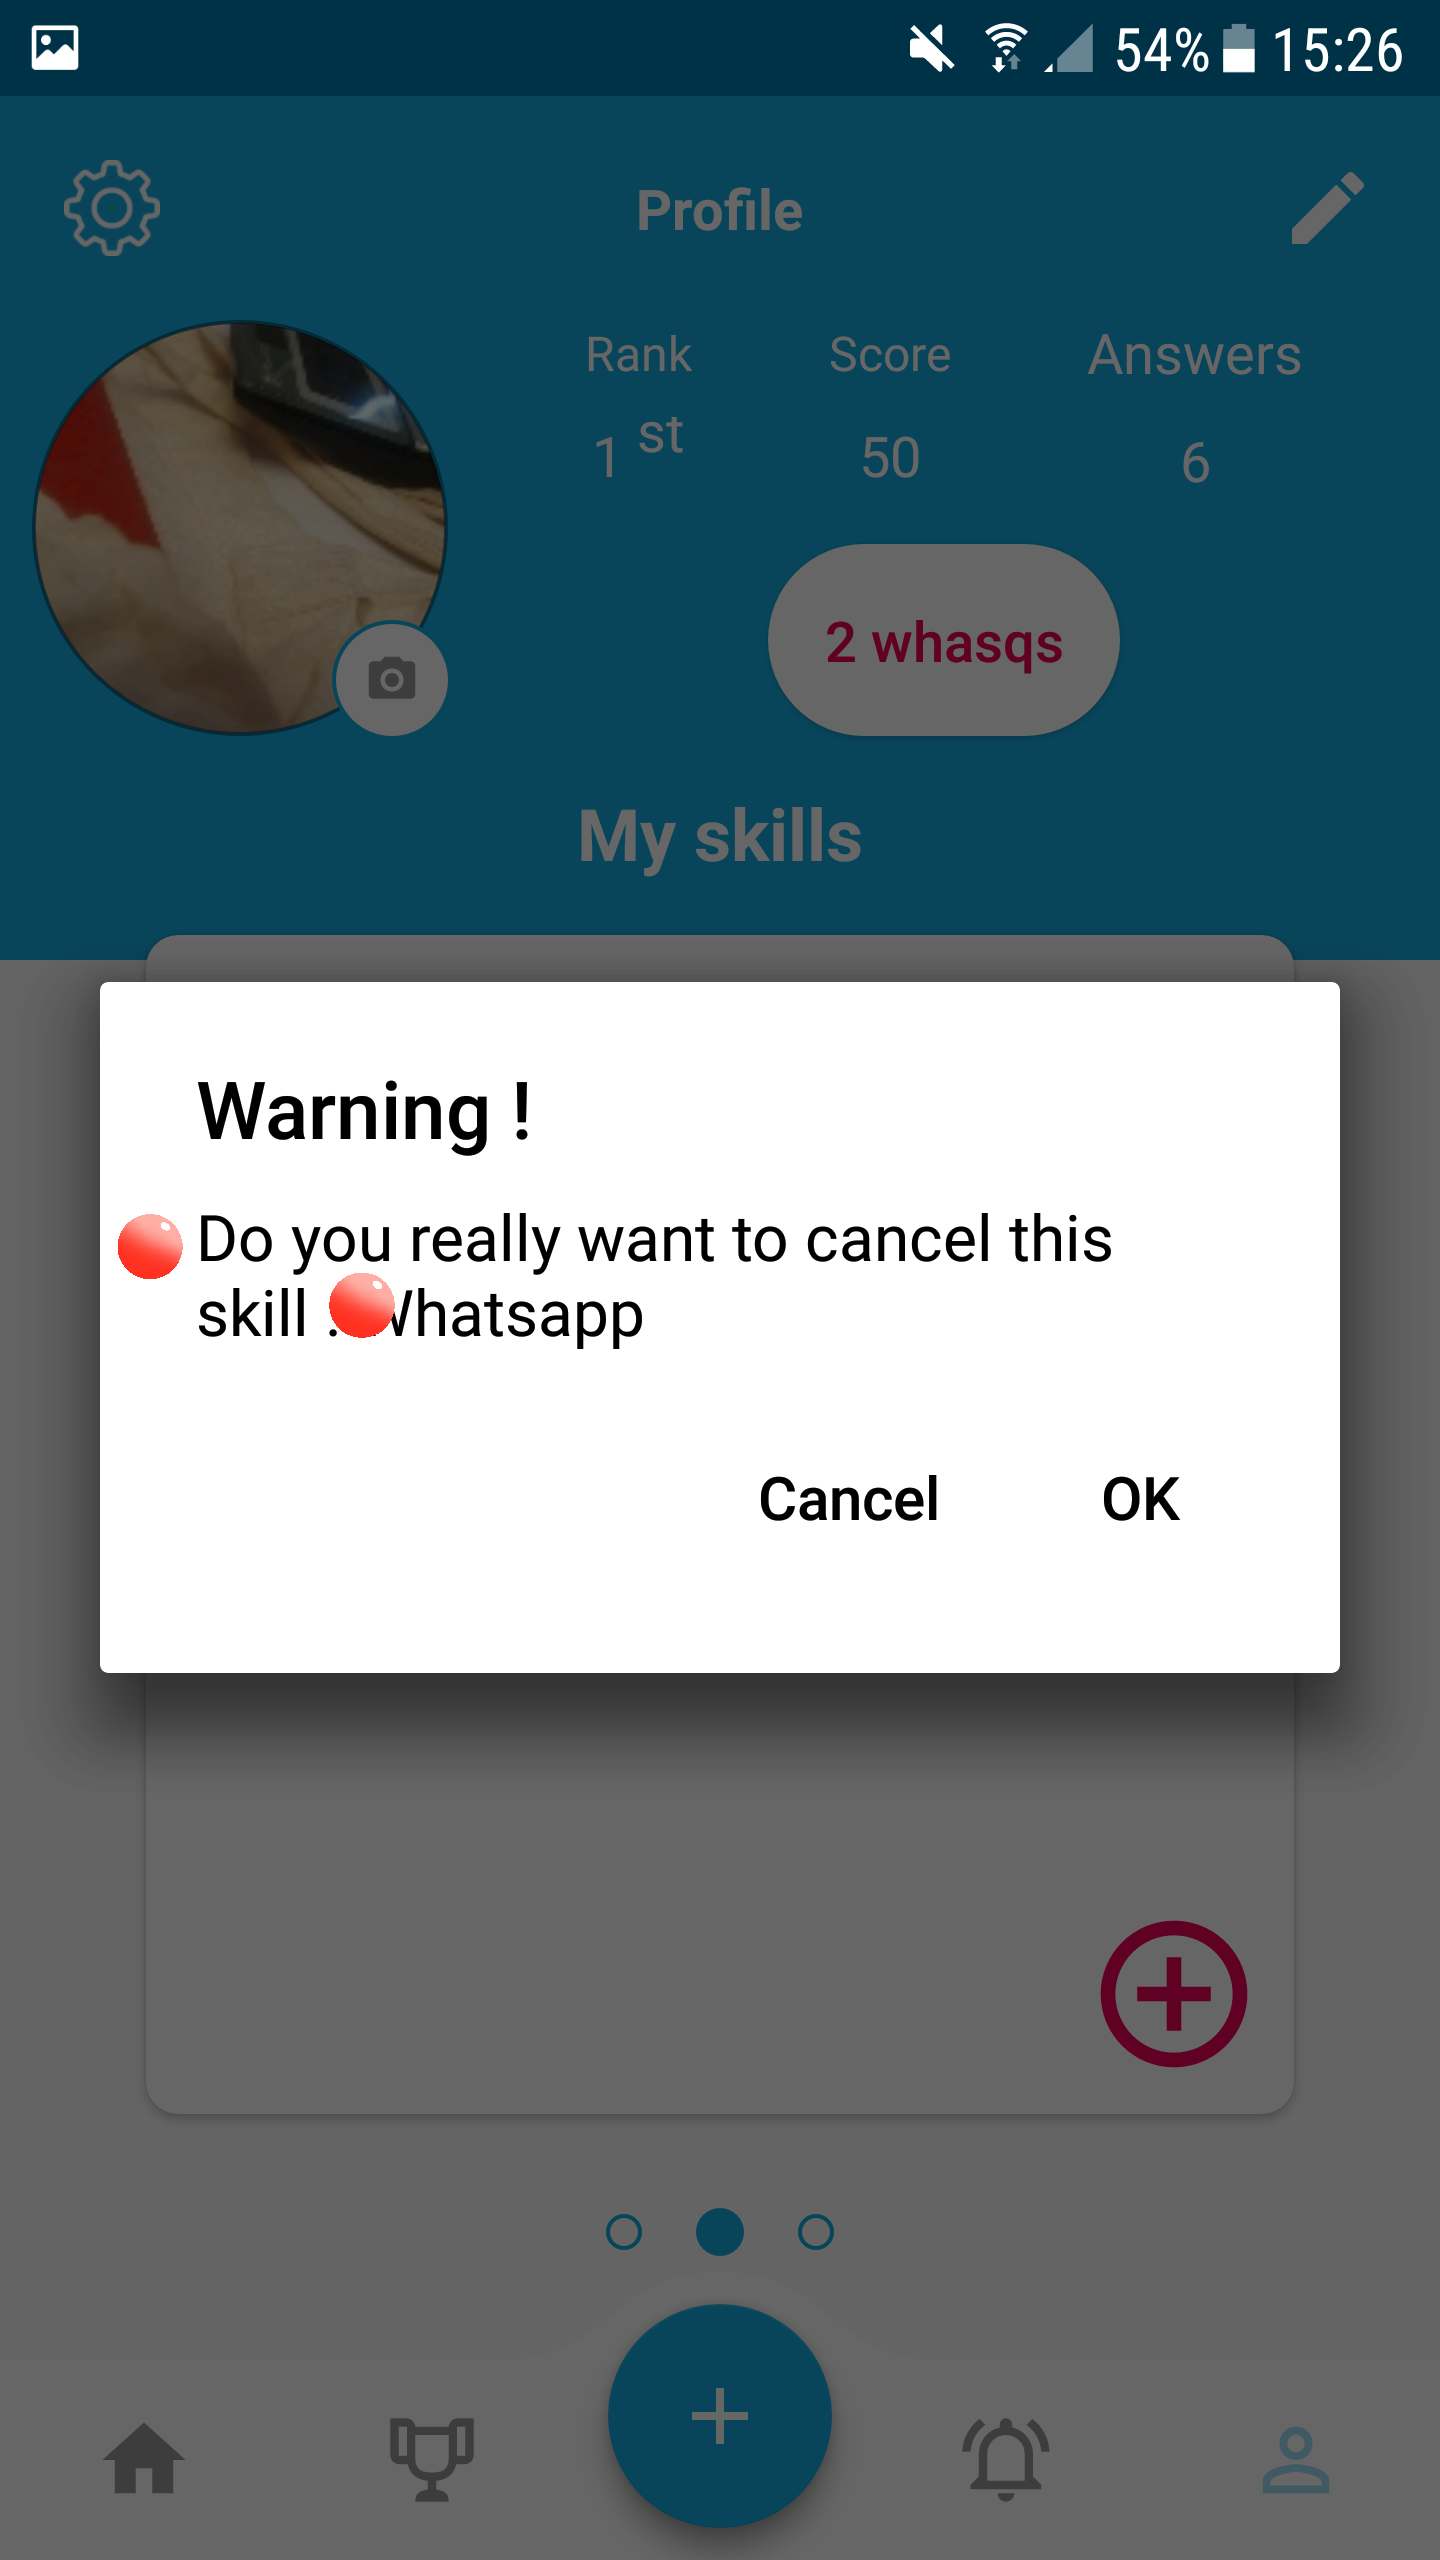 54% 15:26
Profile
Rank Score Answers
1 st 50 6
2 whasqs
My skills
Warning !
Do you really want to cancel this
skill : Whatsapp
Cancel OK